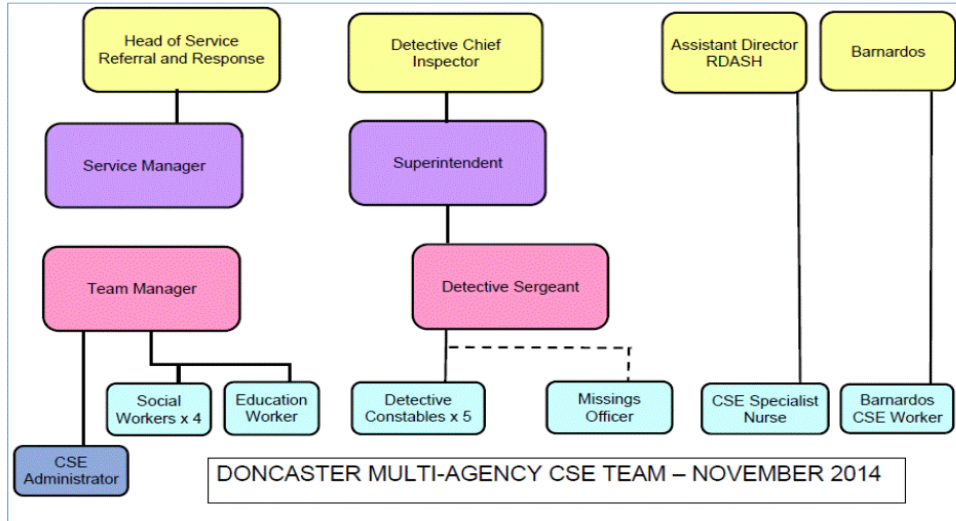 Head of Service
Referral and Response
Detective Chief
Inspector
Assistant Director
RDASH
Barnardos
Service Manager
Superintendent
Team Manager
Detective Sergeant
Social
Workers x 4
Education
Worker
Detective
Constables x 5
Missings
Officer
CSE Specialist
Nurse
Barnardos
CSE Worker
CSE
Administrator
DONCASTER MULTI-AGENCY CSE TEAM – NOVEMBER 2014